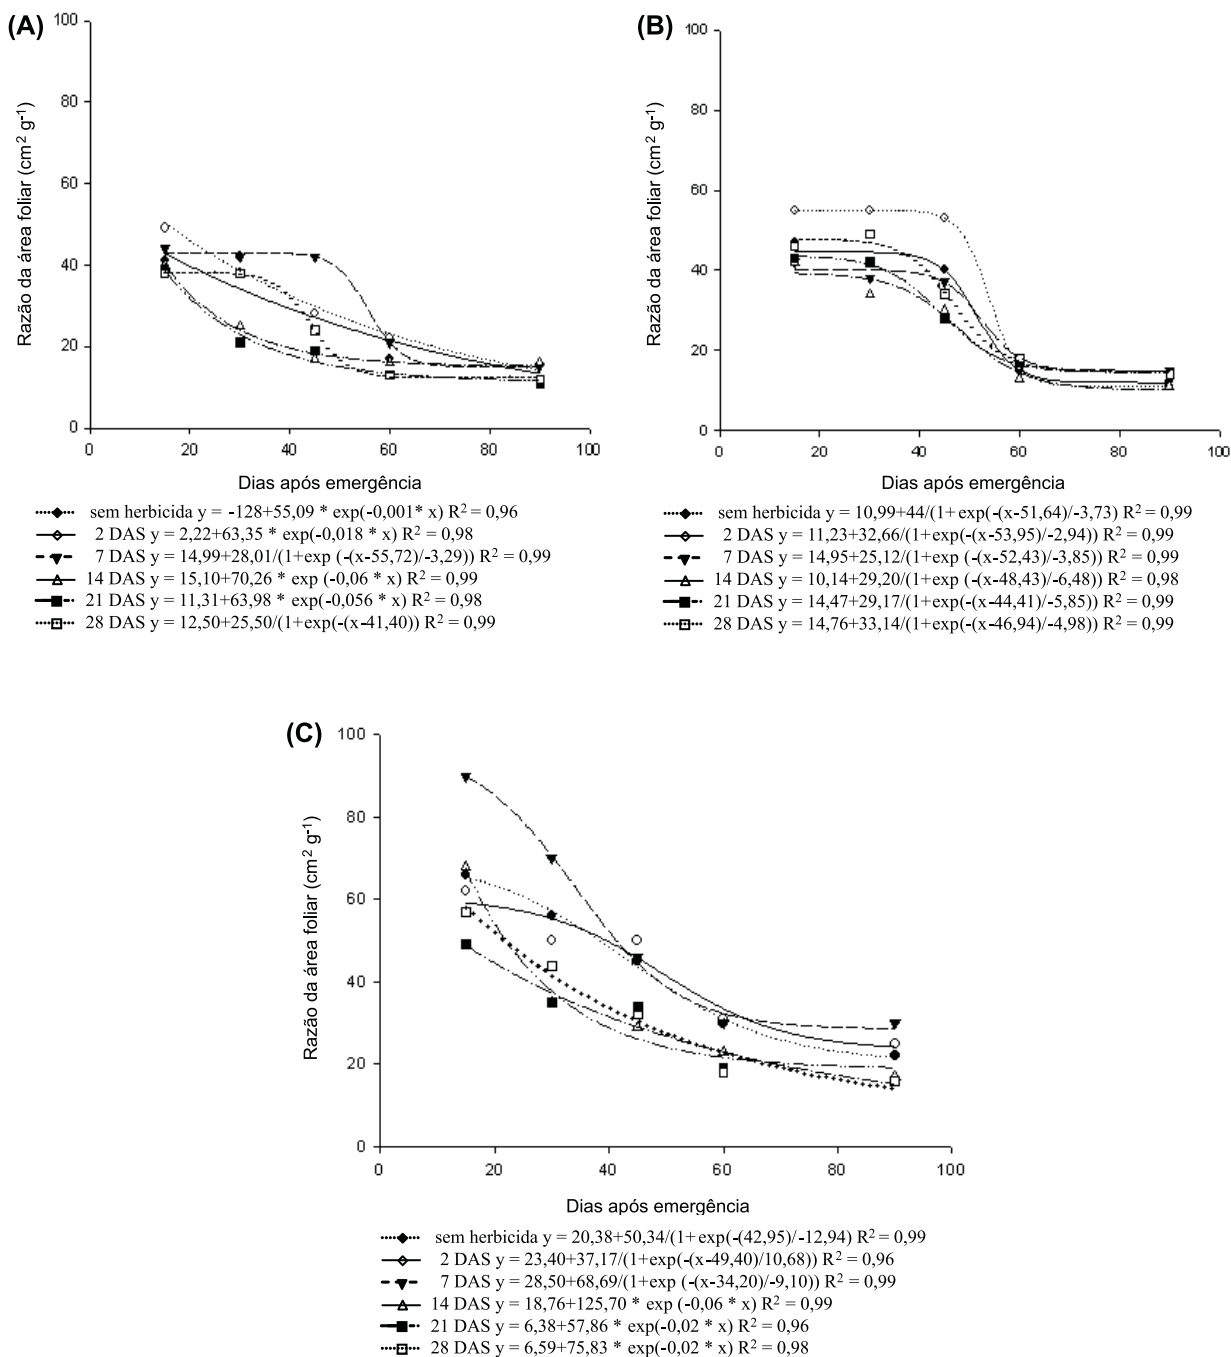 (A)
100
80
60
40
20
0
Razão da área foliar (cm² g⁻¹)
0 20 40 60 80 100
Dias após emergência
sem herbicida y = -128+55,09 * exp(-0,001* x) R² = 0,96
2 DAS y = 2,22+63,35 * exp(-0,018 * x) R² = 0,98
7 DAS y = 14,99+28,01/(1+exp (-(x-55,72)/-3,29)) R² = 0,99
14 DAS y = 15,10+70,26 * exp (-0,06 * x) R² = 0,99
21 DAS y = 11,31+63,98 * exp(-0,056 * x) R² = 0,98
28 DAS y = 12,50+25,50/(1+exp(-(x-41,40)) R² = 0,99
(B)
100
80
60
40
20
0
Razão da área foliar (cm² g⁻¹)
0 20 40 60 80 100
Dias após emergência
sem herbicida y = 10,99+44/(1+exp(-(x-51,64)/-3,73) R² = 0,99
2 DAS y = 11,23+32,66/(1+exp(-(x-53,95)/-2,94)) R² = 0,99
7 DAS y = 14,95+25,12/(1+exp (-(x-52,43)/-3,85)) R² = 0,99
14 DAS y = 10,14+29,20/(1+exp (-(x-48,43)/-6,48)) R² = 0,98
21 DAS y = 14,47+29,17/(1+exp(-(x-44,41)/-5,85)) R² = 0,99
28 DAS y = 14,76+33,14/(1+exp(-(x-46,94)/-4,98)) R² = 0,99
(C)
100
80
60
40
20
0
Razão da área foliar (cm² g⁻¹)
0 20 40 60 80 100
Dias após emergência
sem herbicida y = 20,38+50,34/(1+exp(-(42,95)/-12,94) R² = 0,99
2 DAS y = 23,40+37,17/(1+exp(-(x-49,40)/10,68)) R² = 0,96
7 DAS y = 28,50+68,69/(1+exp (-(x-34,20)/-9,10)) R² = 0,99
14 DAS y = 18,76+125,70 * exp (-0,06 * x) R² = 0,99
21 DAS y = 6,38+57,86 * exp(-0,02 * x) R² = 0,96
28 DAS y = 6,59+75,83 * exp(-0,02 * x) R² = 0,98